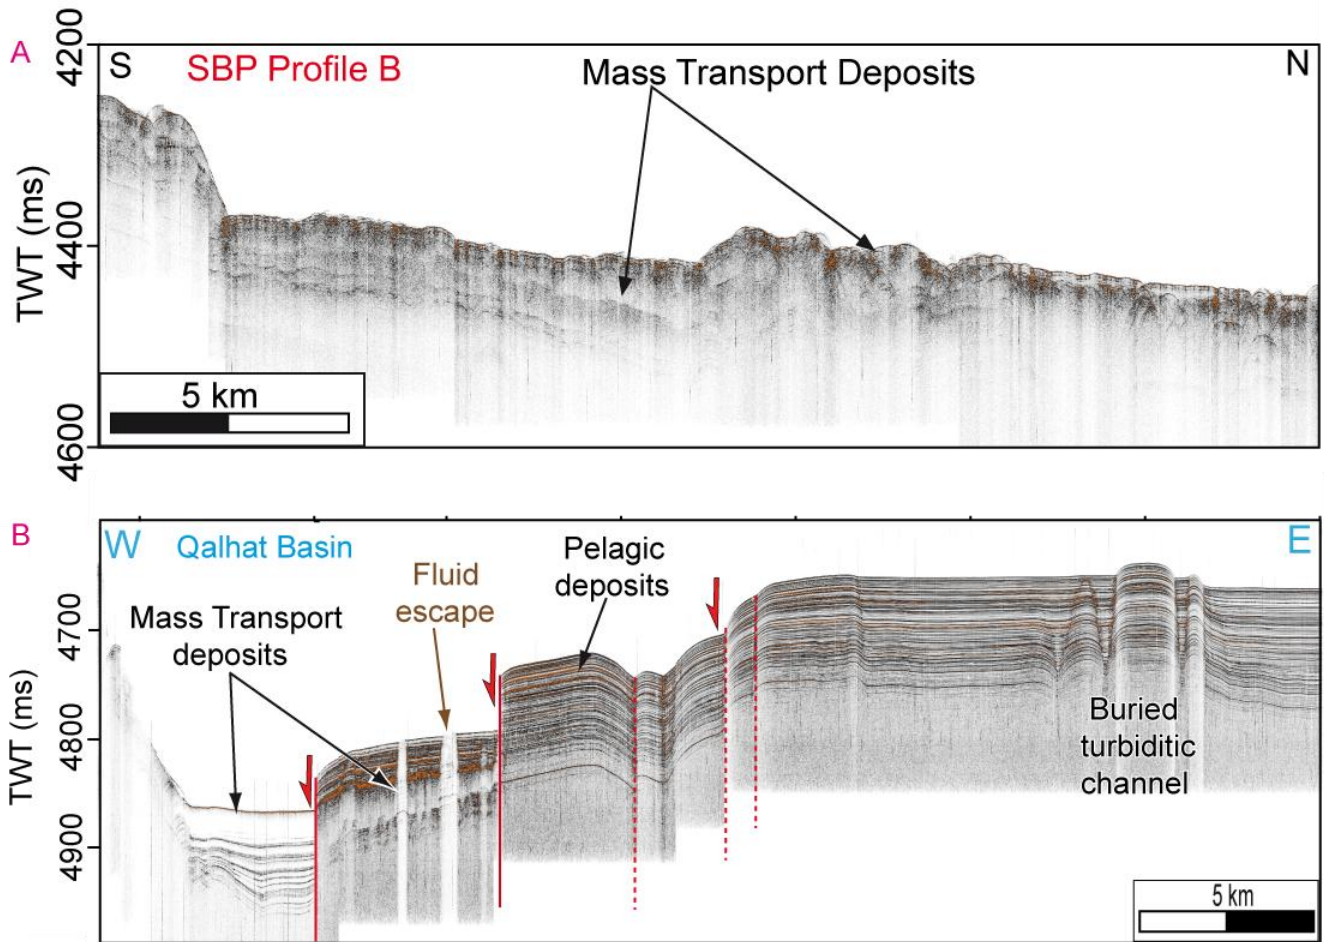 A
S
SBP Profile B
Mass Transport Deposits
N
4200
4400
4600
TWT (ms)
5 km
B
W
Qalhat Basin
E
Fluid
escape
Pelagic
deposits
Mass Transport
deposits
4700
4800
4900
TWT (ms)
Buried
turbiditic
channel
5 km